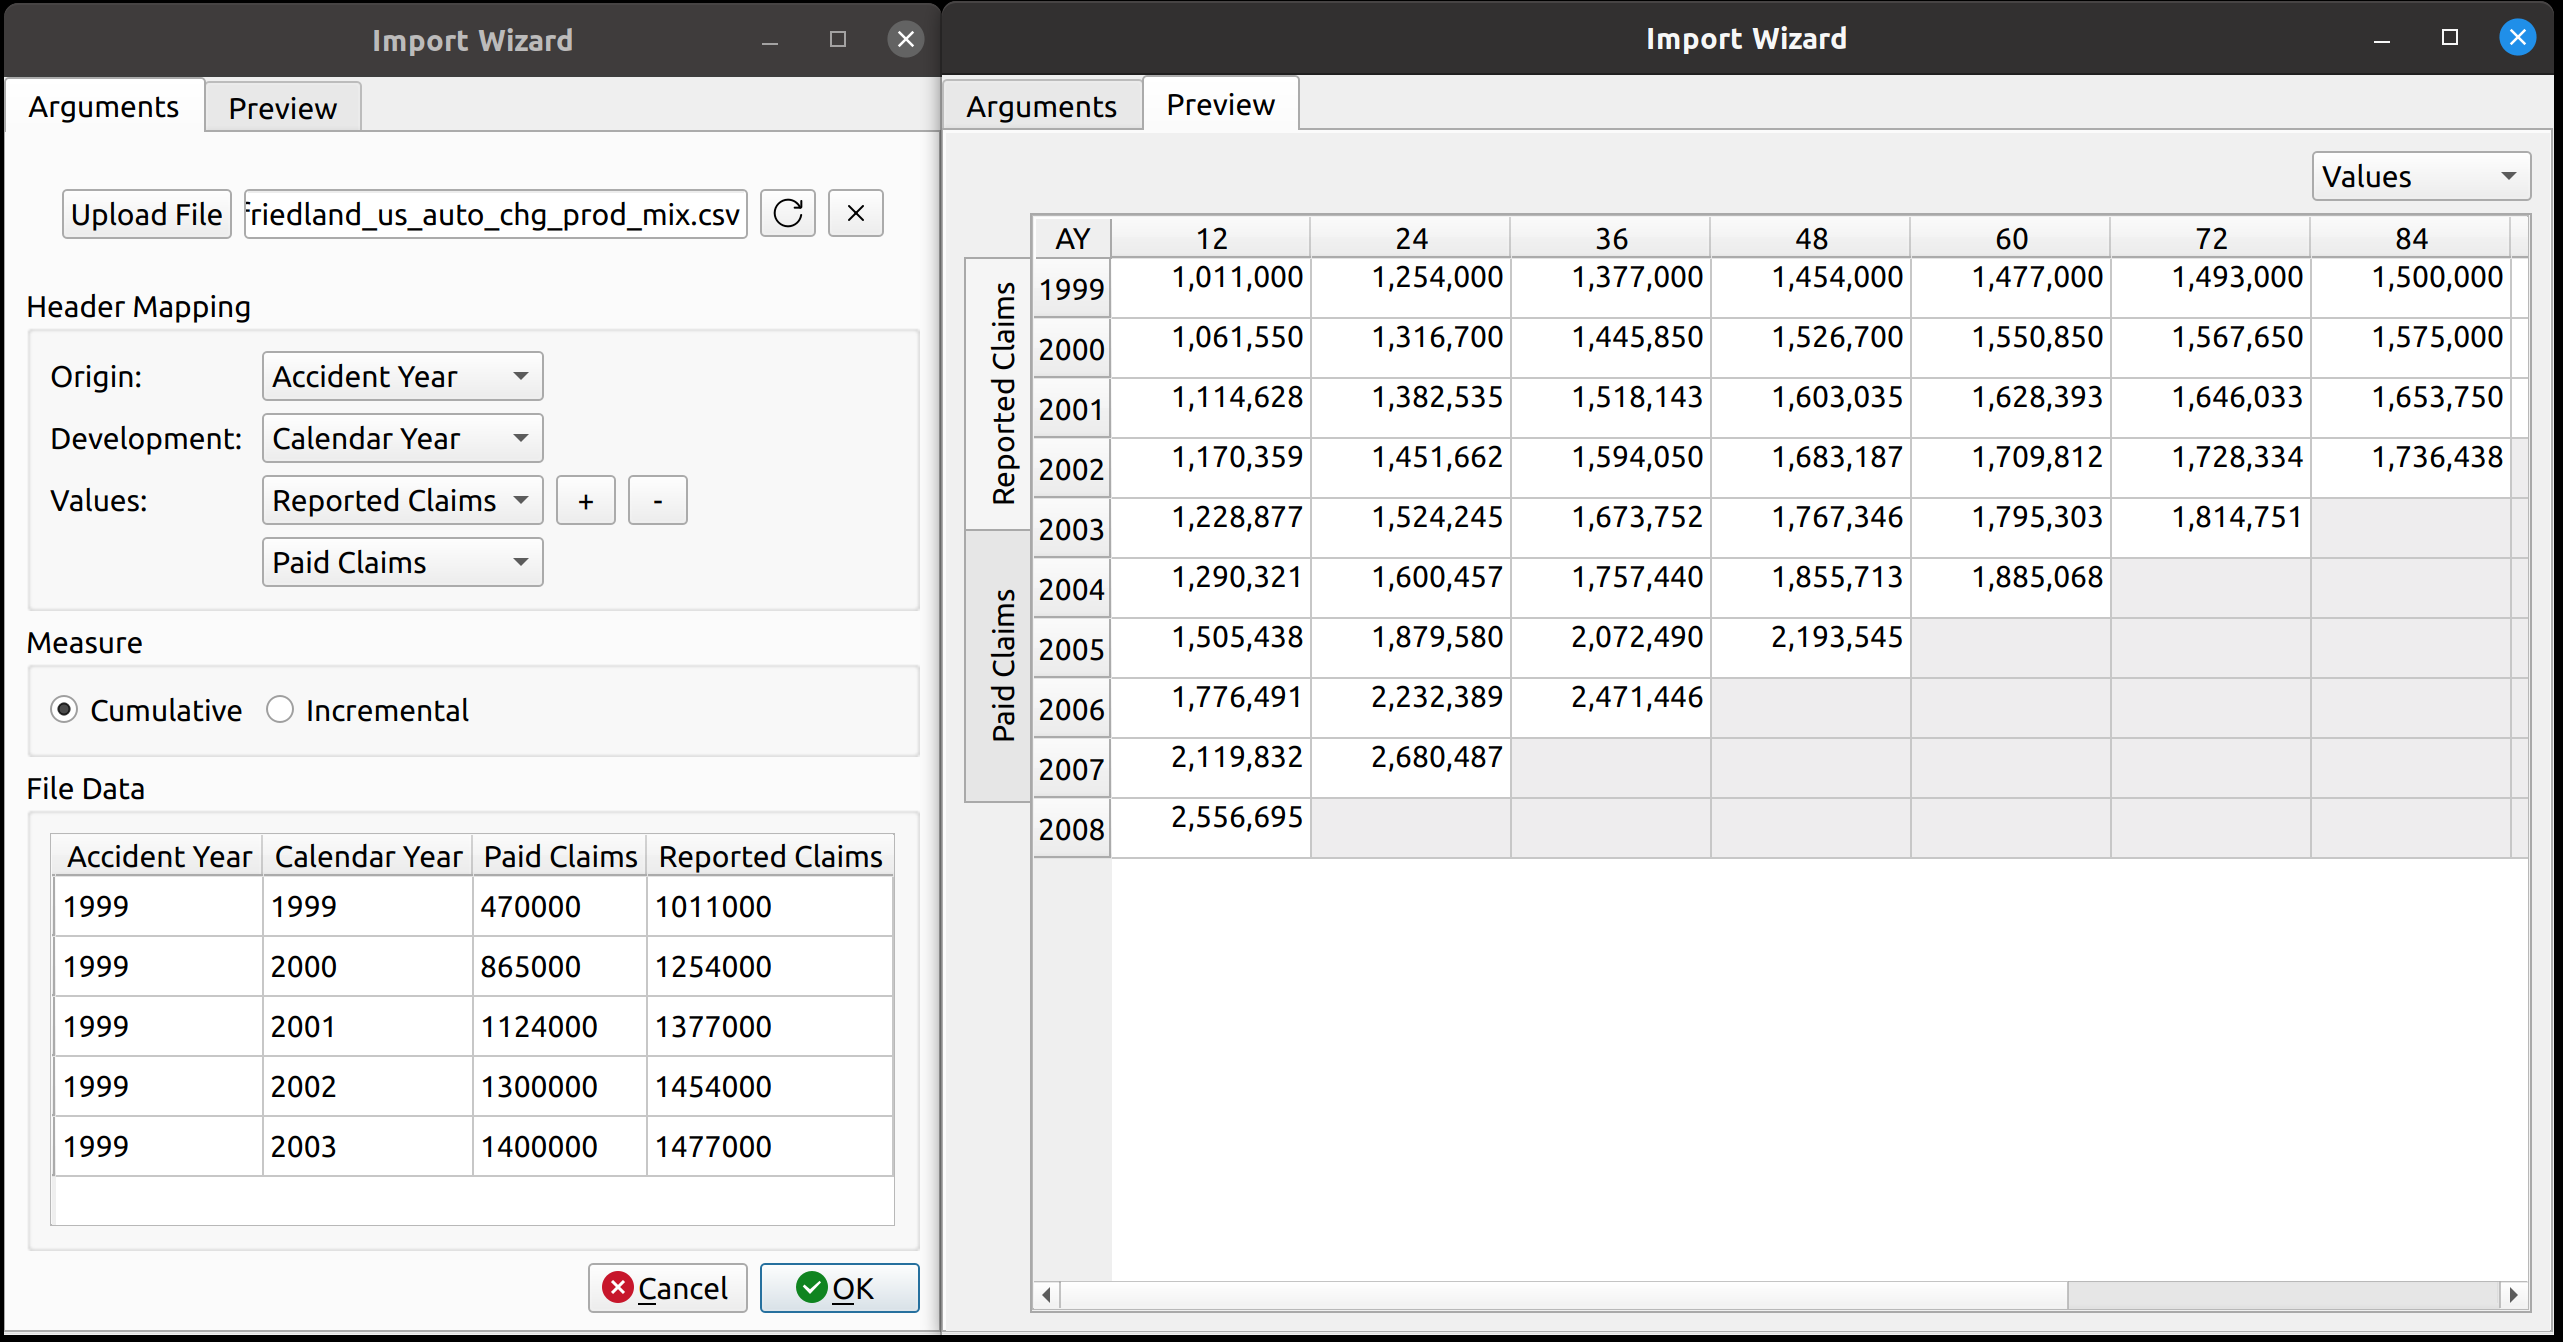 Import Wizard
Arguments Preview
Upload File friedland_us_auto_chg_prod_mix.csv
Header Mapping
Origin: Accident Year
Development: Calendar Year
Values: Reported Claims + -
Paid Claims
Measure
Cumulative Incremental
File Data
Accident Year Calendar Year Paid Claims Reported Claims
1999 1999 470000 1011000
1999 2000 865000 1254000
1999 2001 1124000 1377000
1999 2002 1300000 1454000
1999 2003 1400000 1477000
Cancel OK
Import Wizard
Arguments Preview
Values
Reported Claims
Paid Claims
AY 12 24 36 48 60 72 84
1999 1,011,000 1,254,000 1,377,000 1,454,000 1,477,000 1,493,000 1,500,000
2000 1,061,550 1,316,700 1,445,850 1,526,700 1,550,850 1,567,650 1,575,000
2001 1,114,628 1,382,535 1,518,143 1,603,035 1,628,393 1,646,033 1,653,750
2002 1,170,359 1,451,662 1,594,050 1,683,187 1,709,812 1,728,334 1,736,438
2003 1,228,877 1,524,245 1,673,752 1,767,346 1,795,303 1,814,751
2004 1,290,321 1,600,457 1,757,440 1,855,713 1,885,068
2005 1,505,438 1,879,580 2,072,490 2,193,545
2006 1,776,491 2,232,389 2,471,446
2007 2,119,832 2,680,487
2008 2,556,695